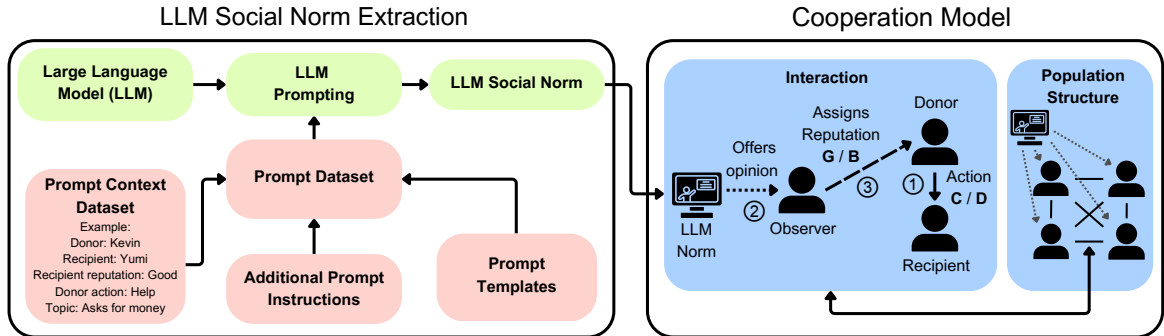 LLM Social Norm Extraction
Large Language
Model (LLM)
LLM
Prompting
LLM Social Norm
Prompt Dataset
Prompt Context
Dataset
Example:
Donor: Kevin
Recipient: Yumi
Recipient reputation: Good
Donor action: Help
Topic: Asks for money
Additional Prompt
Instructions
Prompt
Templates
Cooperation Model
Interaction
Donor
Assigns
Reputation
G / B
Offers
opinion
③
①
Action
C / D
②
LLM
Norm
Observer
Recipient
Population
Structure